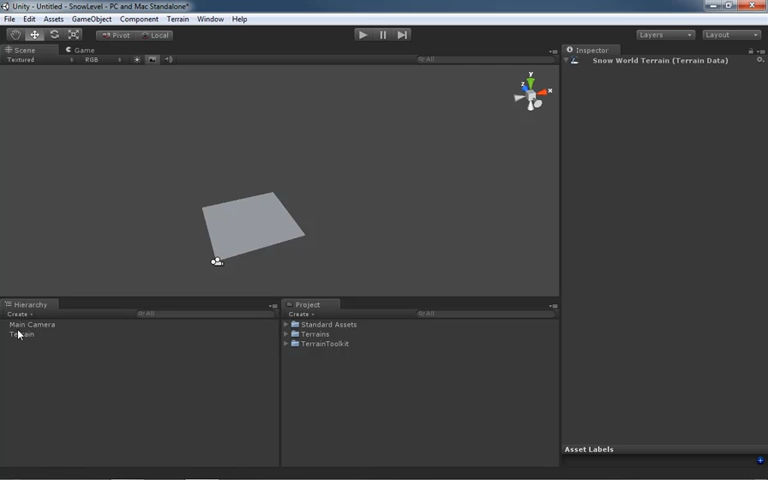 Unity - Untitled - SnowLevel - PC and Mac Standalone*
File Edit Assets GameObject Component Terrain Window Help
Pivot Local Layers Layout
Scene Game Inspector
Textured RGB All
Snow World Terrain (Terrain Data)
y
z x
Hierarchy Project
Create All Create All
Main Camera Standard Assets
Terrain Terrains
TerrainToolkit
Asset Labels